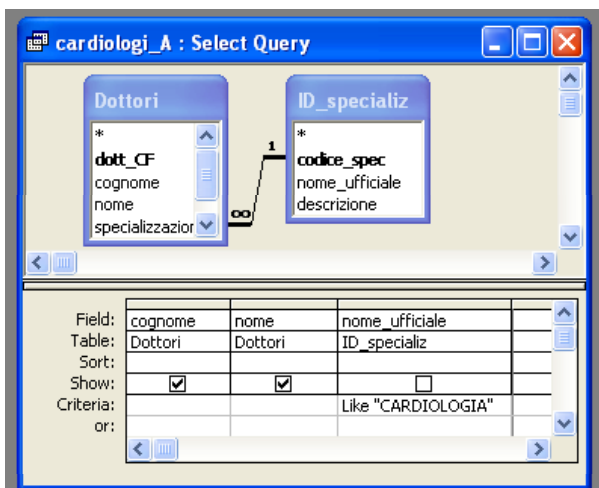 cardiologi_A : Select Query
Dottori
*
dott_CF
cognome
nome
specializzazior
1
∞
ID_specializ
*
codice_spec
nome_ufficiale
descrizione
Field: cognome nome nome_ufficiale
Table: Dottori Dottori ID_specializ
Sort:
Show:
Criteria: Like "CARDIOLOGIA"
or: